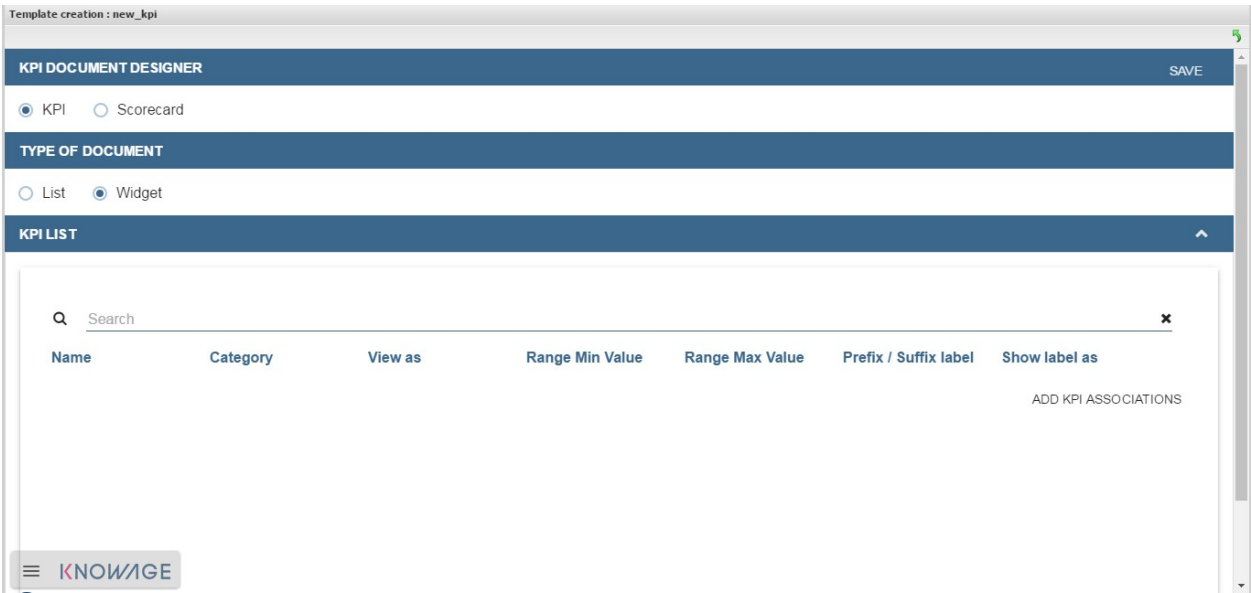 Template creation : new_kpi
KPI DOCUMENT DESIGNER SAVE
KPI Scorecard
TYPE OF DOCUMENT
List Widget
KPI LIST
Search
Name Category View as Range Min Value Range Max Value Prefix / Suffix label Show label as
ADD KPI ASSOCIATIONS
KNOWAGE